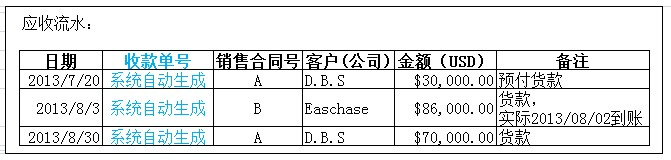 应收流水:
日期 收款单号 销售合同号 客户(公司) 金额（USD） 备注
2013/7/20 系统自动生成 A D.B.S $30,000.00 预付货款
2013/8/3 系统自动生成 B Easchase $86,000.00 货款，
实际2013/08/02到账
2013/8/30 系统自动生成 A D.B.S $70,000.00 货款